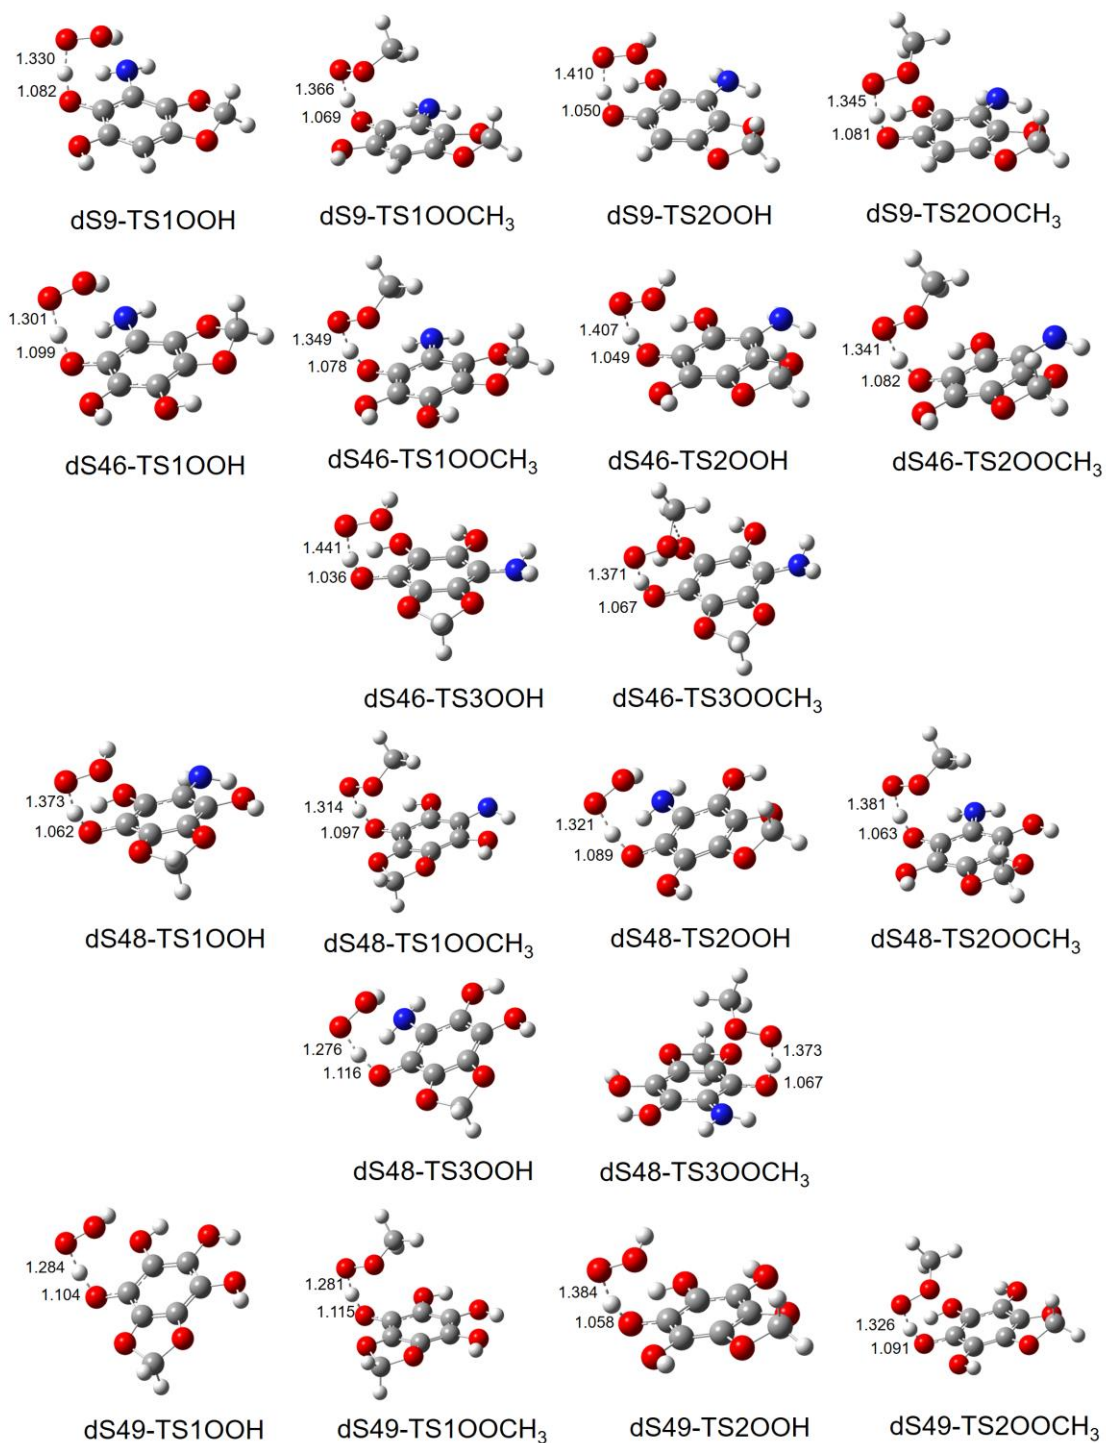 1.330
1.082
1.366
1.069
1.410
1.050
1.345
1.081
dS9-TS1OOH
dS9-TS1OOCH₃
dS9-TS2OOH
dS9-TS2OOCH₃
1.301
1.099
1.349
1.078
1.407
1.049
1.341
1.082
dS46-TS1OOH
dS46-TS1OOCH₃
dS46-TS2OOH
dS46-TS2OOCH₃
1.441
1.036
1.371
1.067
dS46-TS3OOH
dS46-TS3OOCH₃
1.373
1.062
1.314
1.097
1.321
1.089
1.381
1.063
dS48-TS1OOH
dS48-TS1OOCH₃
dS48-TS2OOH
dS48-TS2OOCH₃
1.276
1.116
1.373
1.067
dS48-TS3OOH
dS48-TS3OOCH₃
1.284
1.104
1.281
1.115
1.384
1.058
1.326
1.091
dS49-TS1OOH
dS49-TS1OOCH₃
dS49-TS2OOH
dS49-TS2OOCH₃